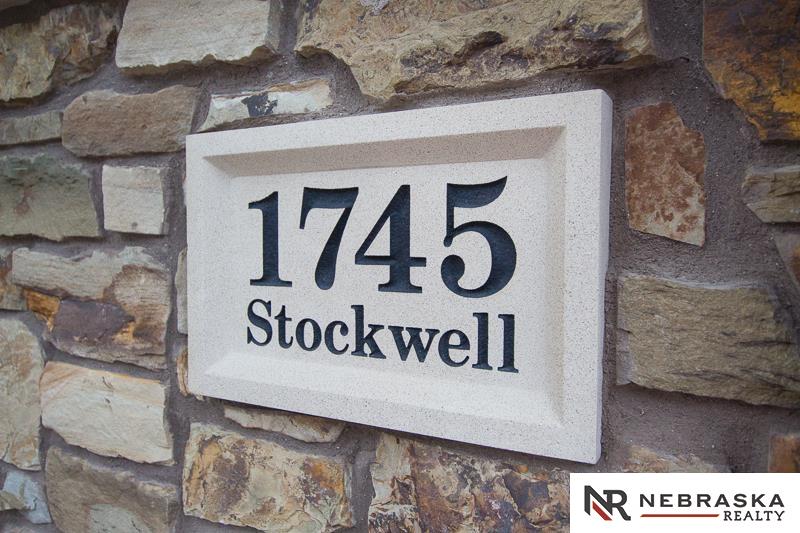 1745
Stockwell
NR NEBRASKA
REALTY